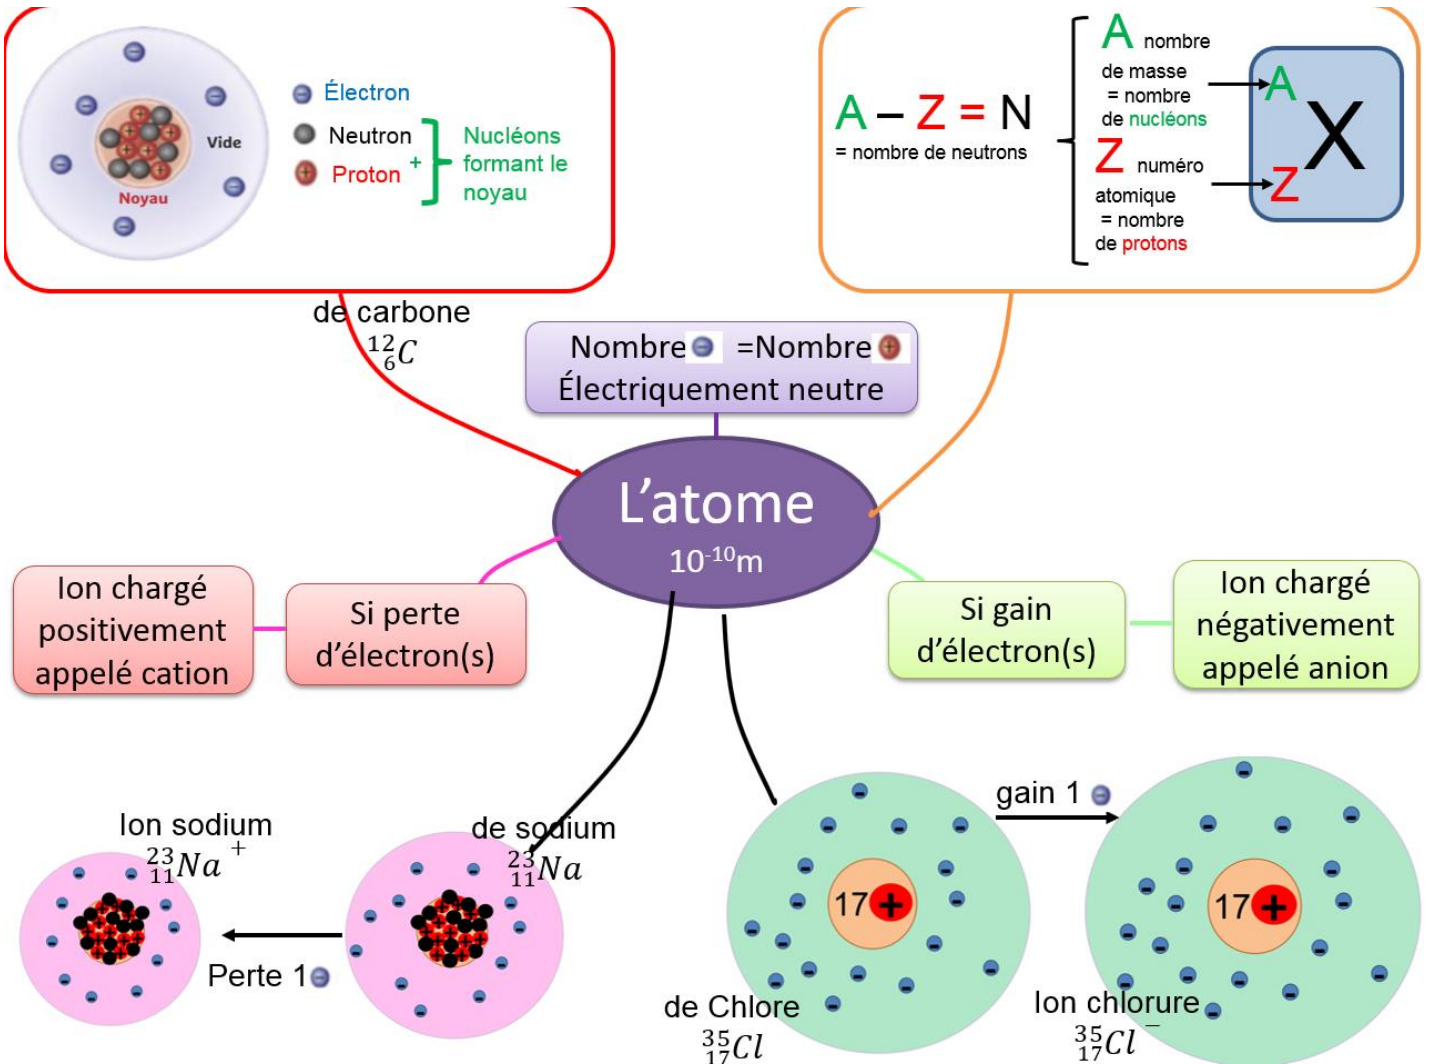 Électron
Neutron
Proton
+
Nucléons
formant le
noyau
Vide
Noyau
A – Z = N
= nombre de neutrons
A nombre
de masse
= nombre
de nucléons
Z numéro
atomique
= nombre
de protons
A
X
Z
de carbone
¹²₆C
Nombre - =Nombre +
Électriquement neutre
L’atome
10⁻¹⁰m
Ion chargé
positivement
appelé cation
Si perte
d’électron(s)
Si gain
d’électron(s)
Ion chargé
négativement
appelé anion
Ion sodium
²³₁₁Na⁺
de sodium
²³₁₁Na
Perte 1 -
gain 1 -
17 +
17 +
de Chlore
³⁵₁₇Cl
Ion chlorure
³⁵₁₇Cl⁻